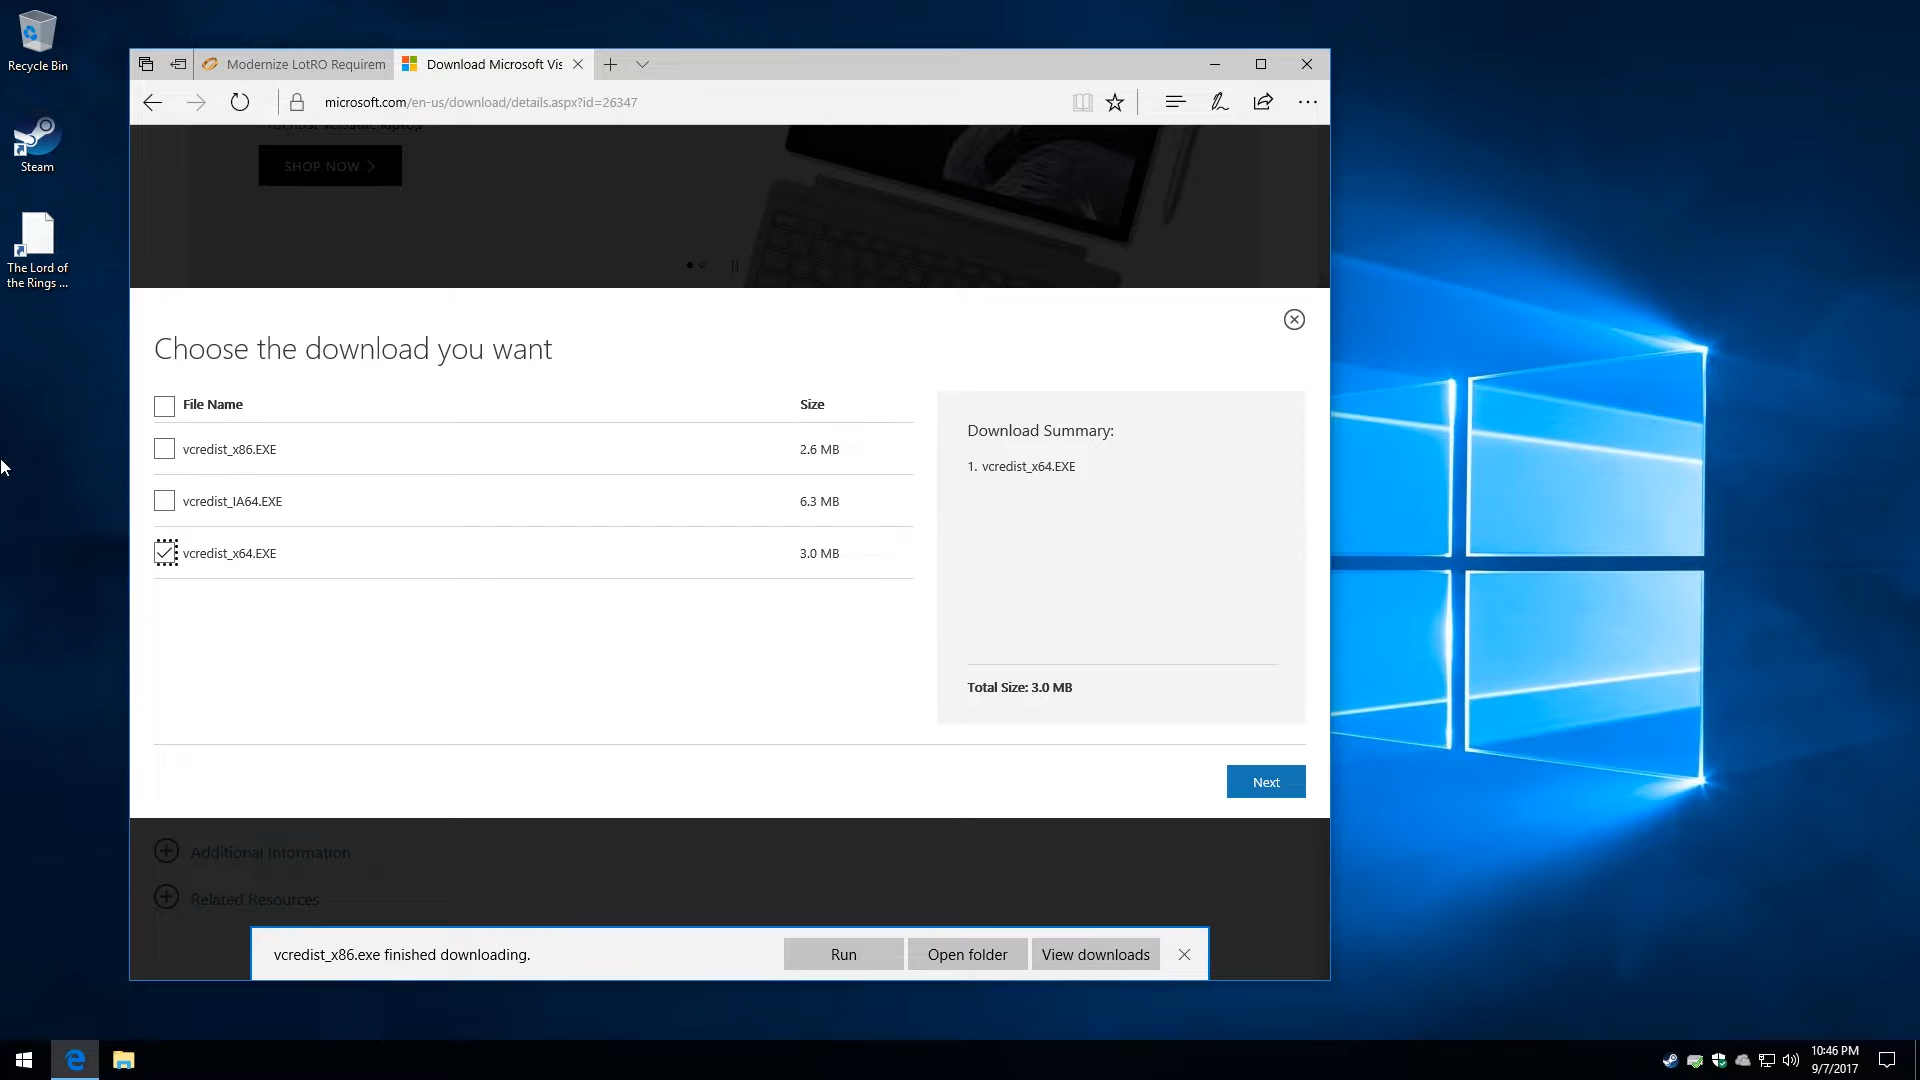 Recycle Bin
Steam
The Lord of
the Rings ...
Modernize LotRO Requirem
Download Microsoft Vis
microsoft.com/en-us/download/details.aspx?id=26347
SHOP NOW
Choose the download you want
File Name Size
vcredist_x86.EXE 2.6 MB
vcredist_IA64.EXE 6.3 MB
vcredist_x64.EXE 3.0 MB
Download Summary:
1. vcredist_x64.EXE
Total Size: 3.0 MB
Next
Additional Information
Related Resources
vcredist_x86.exe finished downloading.
Run
Open folder
View downloads
10:46 PM
9/7/2017